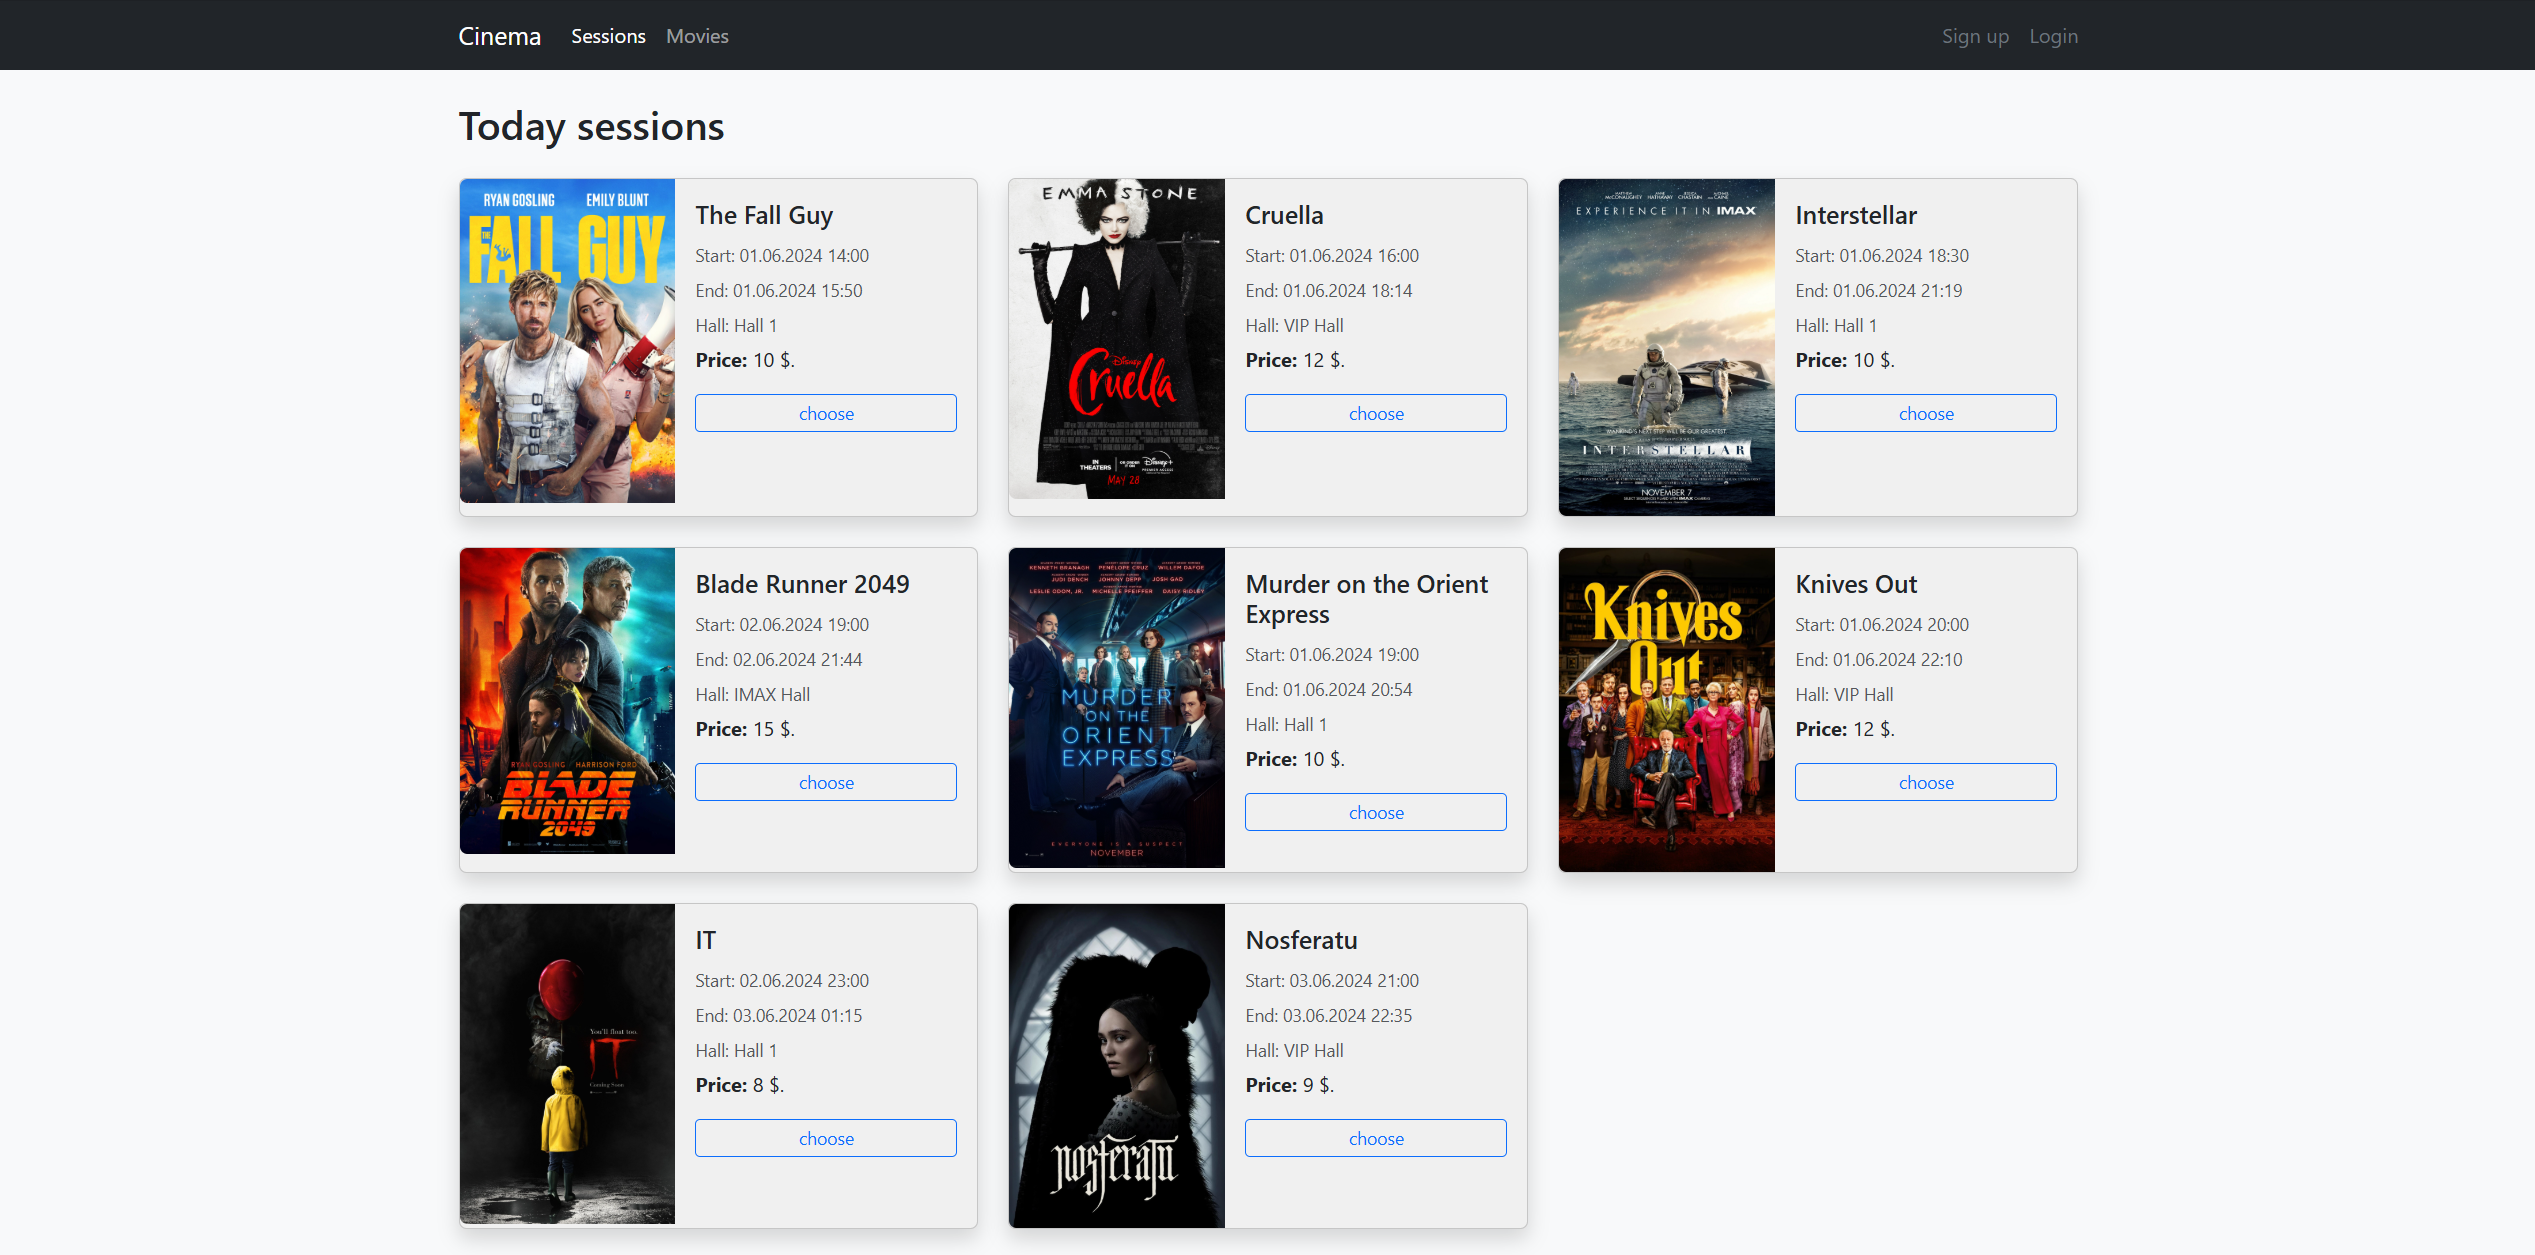 Cinema Sessions Movies Sign up Login
Today sessions
RYAN GOSLING EMILY BLUNT
THE FALL GUY
The Fall Guy
Start: 01.06.2024 14:00
End: 01.06.2024 15:50
Hall: Hall 1
Price: 10 $.
choose
EMMA STONE
Disney
Cruella
IN THEATERS
MAY 28
Cruella
Start: 01.06.2024 16:00
End: 01.06.2024 18:14
Hall: VIP Hall
Price: 12 $.
choose
EXPERIENCE IT IN IMAX
MANKIND'S NEXT STEP WILL BE OUR GREATEST
INTERSTELLAR
NOVEMBER 7
Interstellar
Start: 01.06.2024 18:30
End: 01.06.2024 21:19
Hall: Hall 1
Price: 10 $.
choose
RYAN GOSLING HARRISON FORD
BLADE
RUNNER
2049
Blade Runner 2049
Start: 02.06.2024 19:00
End: 02.06.2024 21:44
Hall: IMAX Hall
Price: 15 $.
choose
KENNETH BRANAGH PENÉLOPE CRUZ WILLEM DAFOE
JUDI DENCH JOHNNY DEPP JOSH GAD
LESLIE ODOM, JR. MICHELLE PFEIFFER DAISY RIDLEY
MURDER
ON THE
ORIENT
EXPRESS
EVERYONE IS A SUSPECT
NOVEMBER
Murder on the Orient
Express
Start: 01.06.2024 19:00
End: 01.06.2024 20:54
Hall: Hall 1
Price: 10 $.
choose
Knives
Out
Knives Out
Start: 01.06.2024 20:00
End: 01.06.2024 22:10
Hall: VIP Hall
Price: 12 $.
choose
You'll float too.
IT
Coming Soon
IT
Start: 02.06.2024 23:00
End: 03.06.2024 01:15
Hall: Hall 1
Price: 8 $.
choose
nosferatu
Nosferatu
Start: 03.06.2024 21:00
End: 03.06.2024 22:35
Hall: VIP Hall
Price: 9 $.
choose